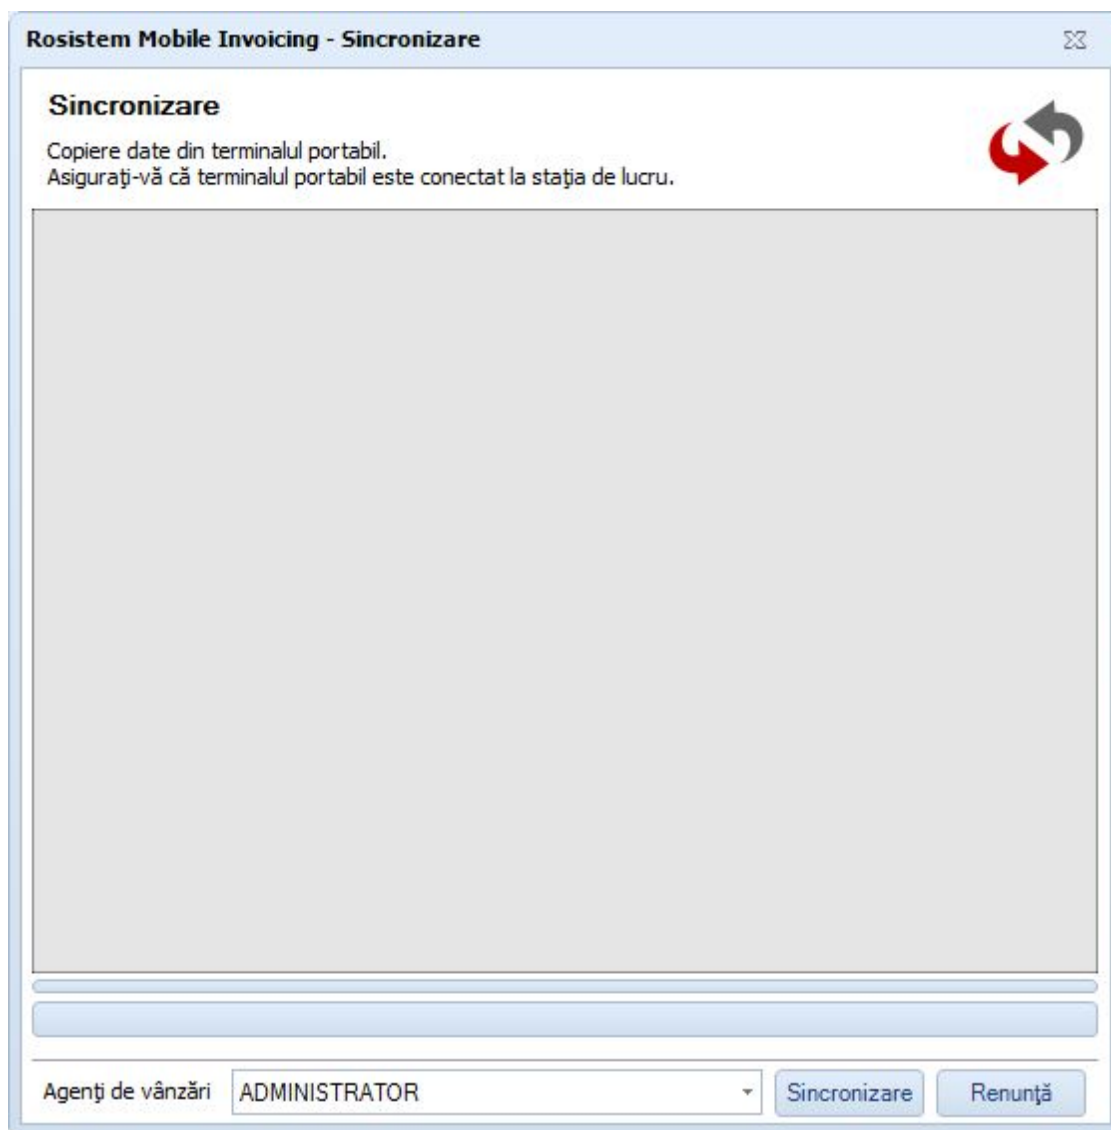 Rosistem Mobile Invoicing - Sincronizare
Sincronizare
Copiere date din terminalul portabil.
Asiguraţi-vă că terminalul portabil este conectat la staţia de lucru.
Agenţi de vânzări ADMINISTRATOR Sincronizare Renunţă